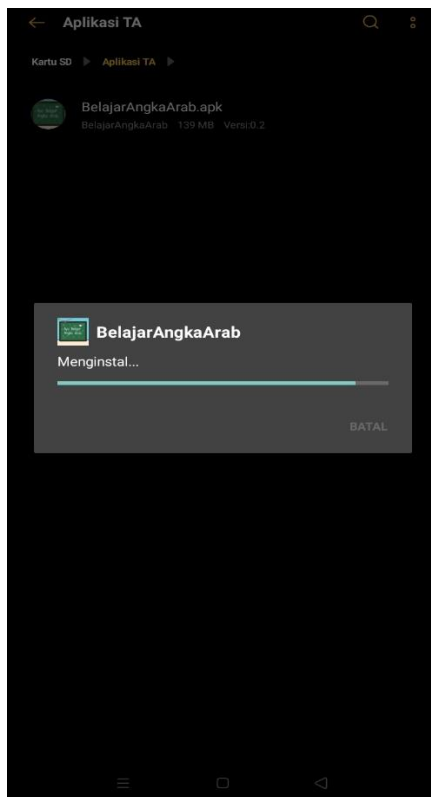 Aplikasi TA
Kartu SD Aplikasi TA
BelajarAngkaArab.apk
BelajarAngkaArab 139 MB Versi:0.2
BelajarAngkaArab
Menginstal...
BATAL